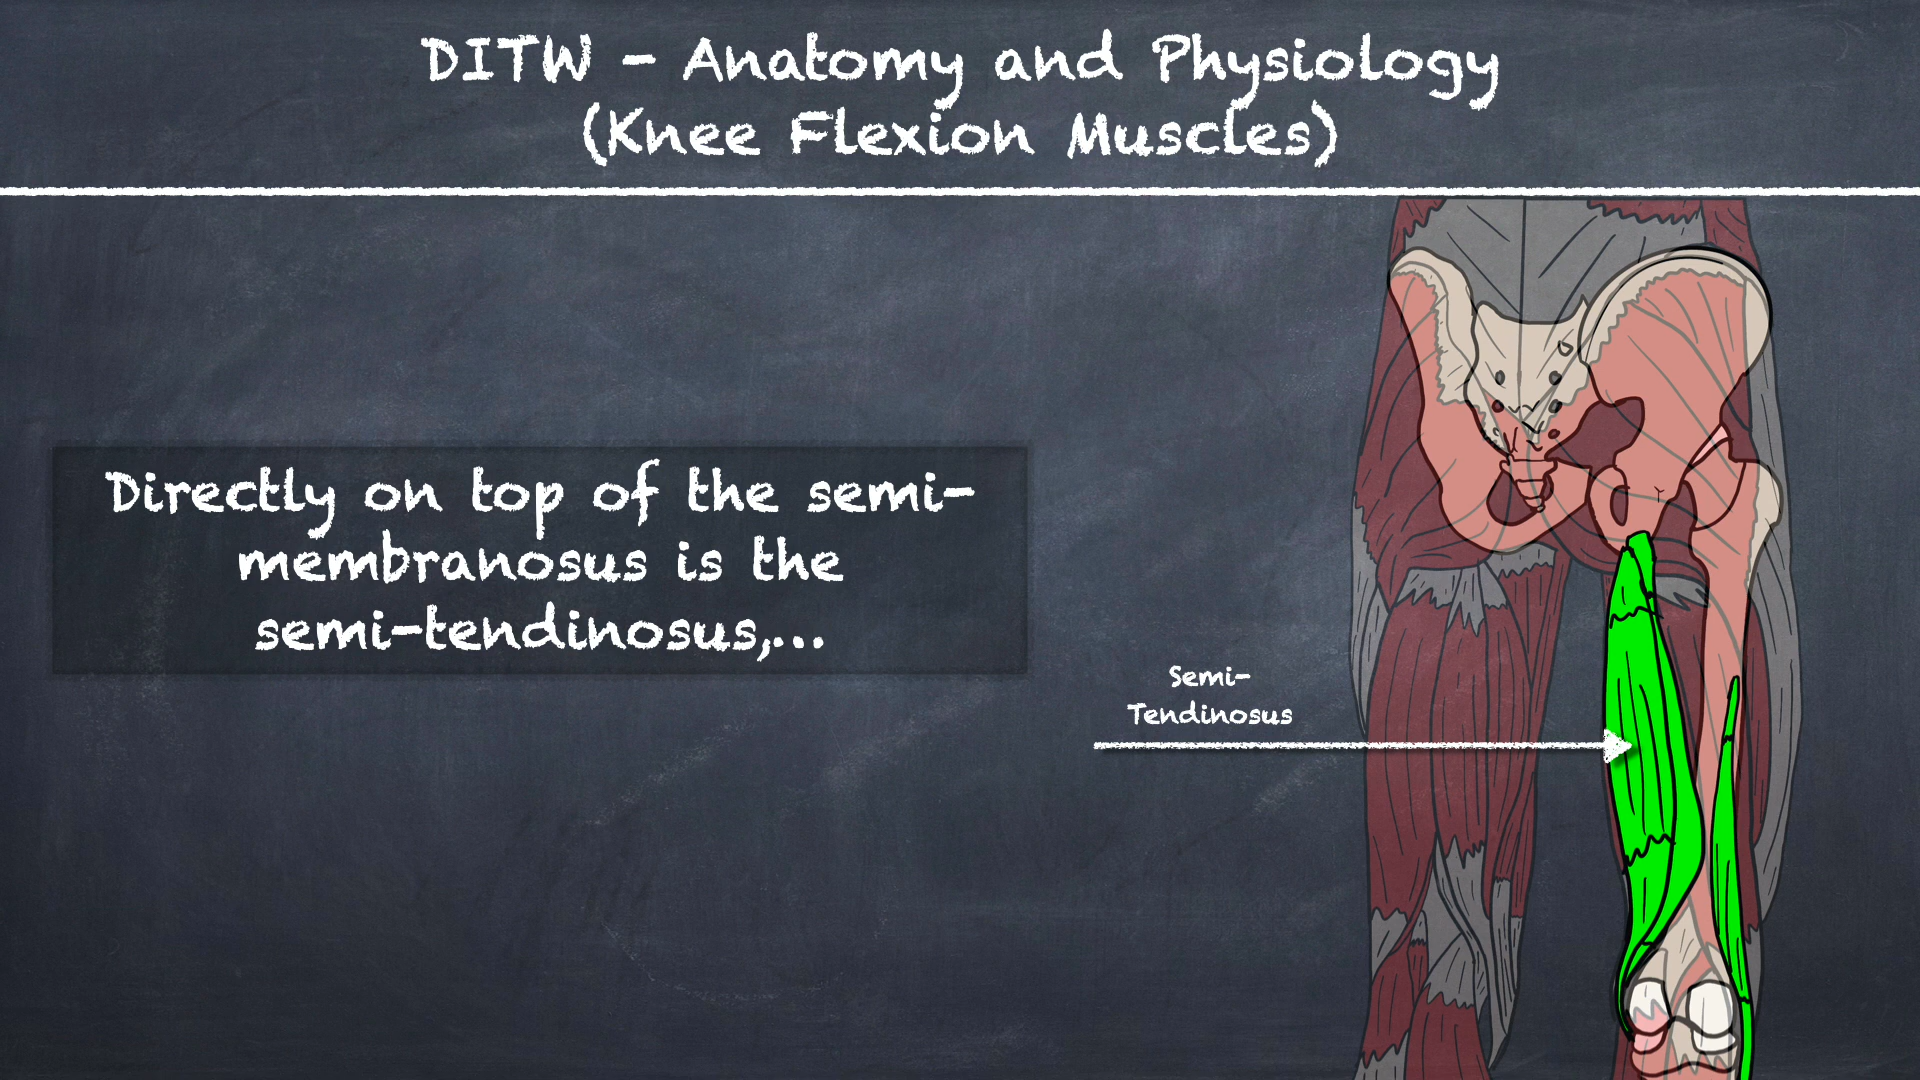 DITW - Anatomy and Physiology
(Knee Flexion Muscles)
Directly on top of the semi-
membranosus is the
semi-tendinosus,...
Semi-
Tendinosus